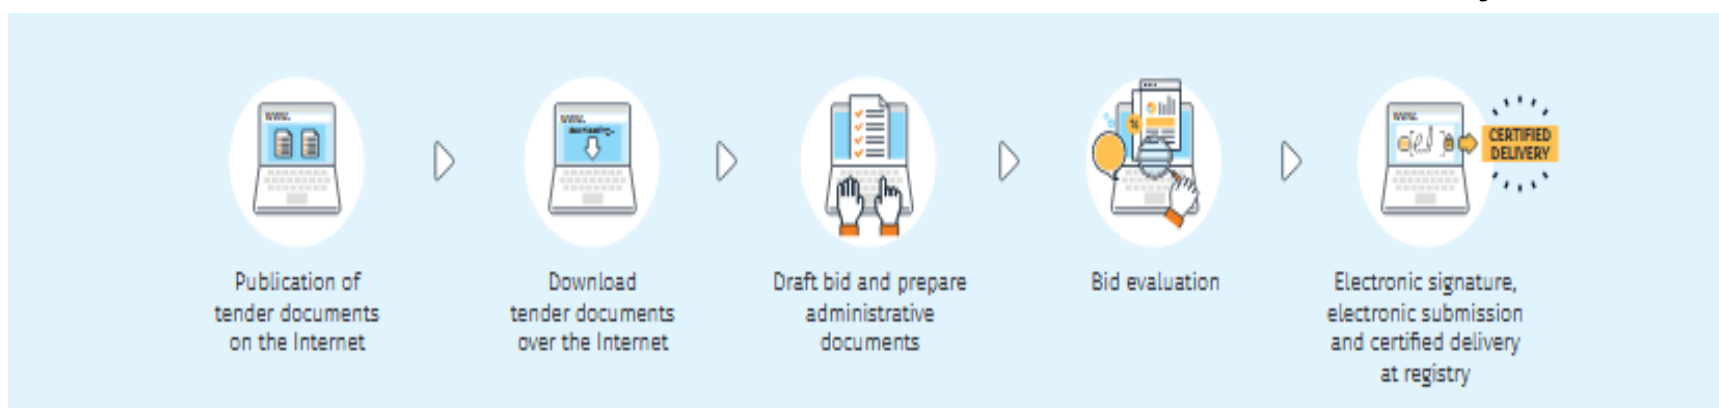 www.
www.
www.
CERTIFIED
DELIVERY
Publication of
tender documents
on the Internet
Download
tender documents
over the Internet
Draft bid and prepare
administrative
documents
Bid evaluation
Electronic signature,
electronic submission
and certified delivery
at registry